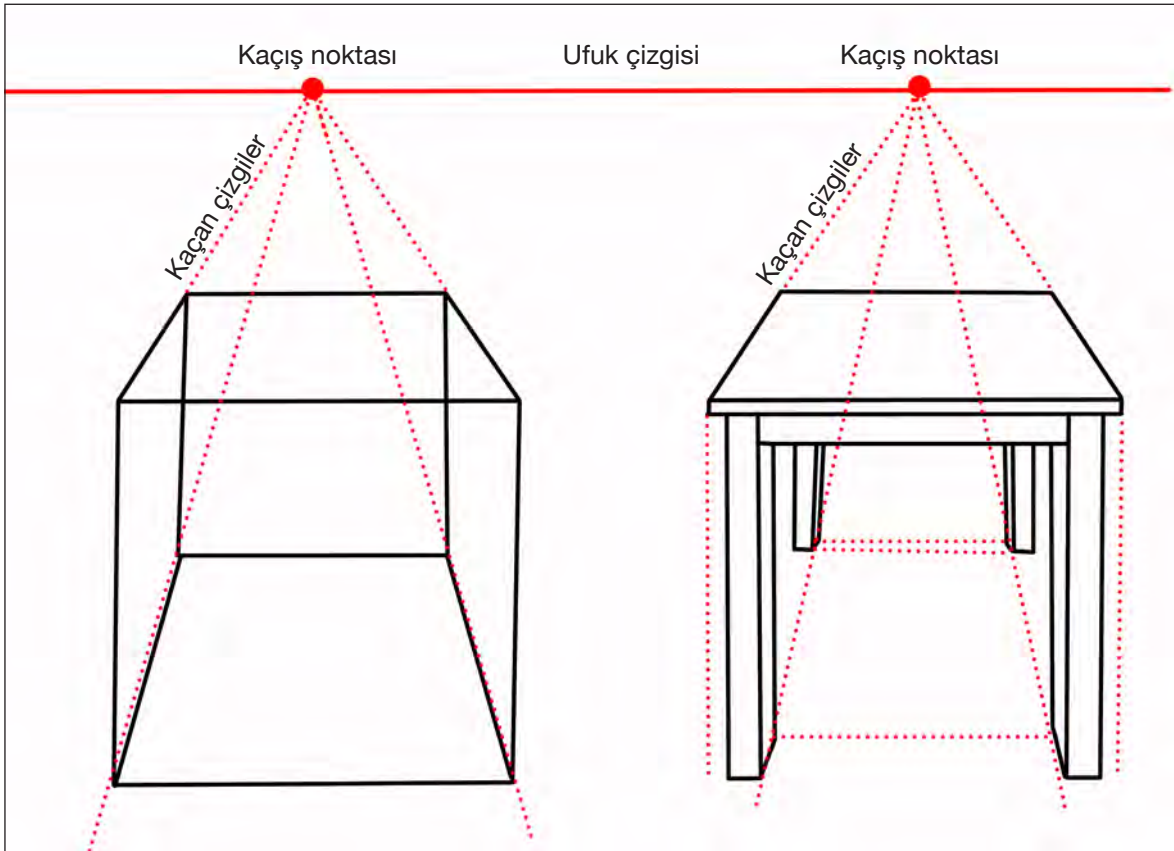 Kaçış noktası
Ufuk çizgisi
Kaçış noktası
Kaçan çizgiler
Kaçan çizgiler